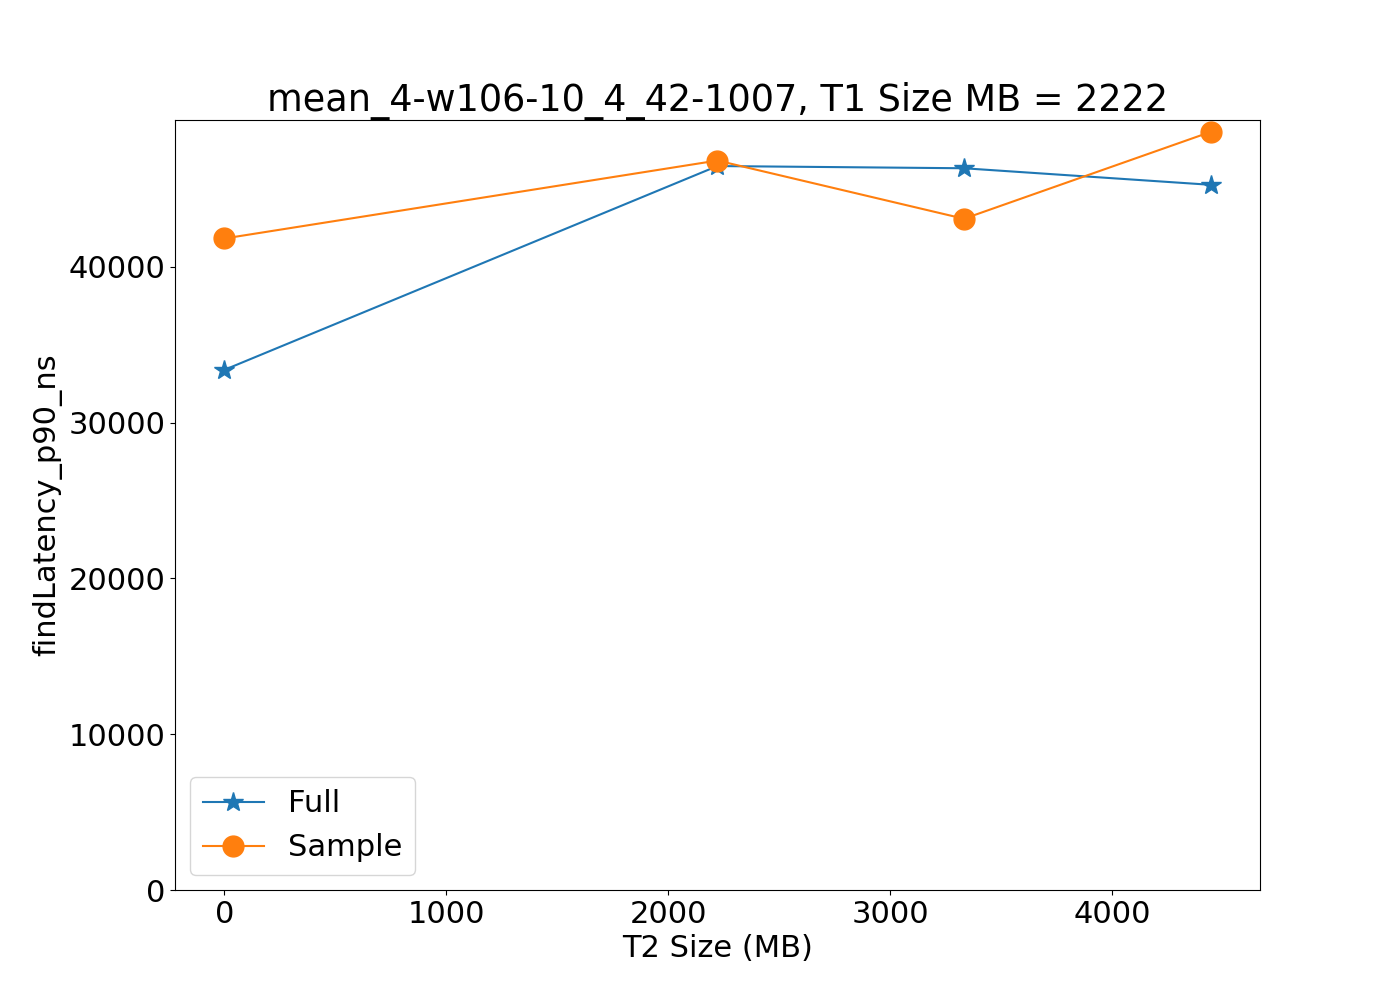 mean_4-w106-10_4_42-1007, T1 Size MB = 2222
findLatency_p90_ns
40000
30000
20000
10000
0
Full
Sample
0 1000 2000 3000 4000
T2 Size (MB)